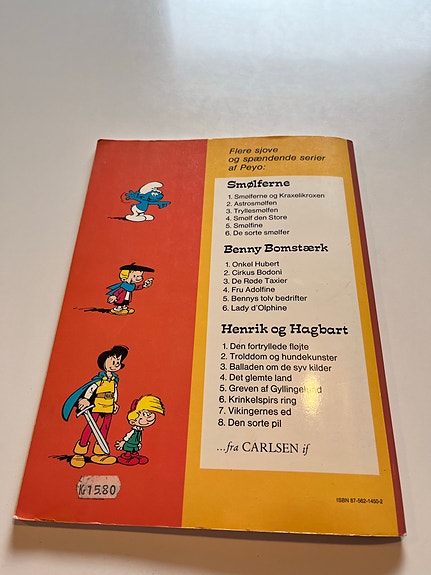 Flere sjove
og spændende serier
af Peyo:
Smølferne
1. Smølferne og Kraxelikroxen
2. Astrosmølfen
3. Tryllesmølfen
4. Smølf den Store
5. Smølfine
6. De sorte smølfer
Benny Bomstærk
1. Onkel Hubert
2. Cirkus Bodoni
3. De Røde Taxier
4. Fru Adolfine
5. Bennys tolv bedrifter
6. Lady d'Olphine
Henrik og Hagbart
1. Den fortryllede fløjte
2. Trolddom og hundekunster
3. Balladen om de syv kilder
4. Det glemte land
5. Greven af
6. Krinkelspirs ring
7. Vikingernes ed
8. Den sorte pil
...fra CARLSEN if
Kr 15.80
ISBN 87-562-1450-2